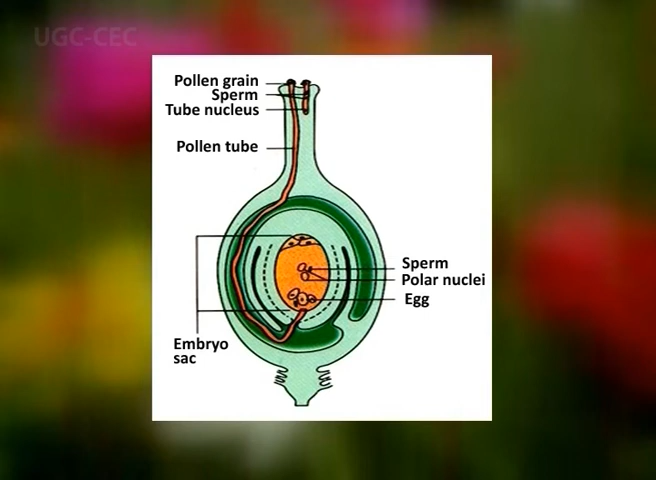 UGC-CEC
Pollen grain
Sperm
Tube nucleus
Pollen tube
Sperm
Polar nuclei
Egg
Embryo
sac